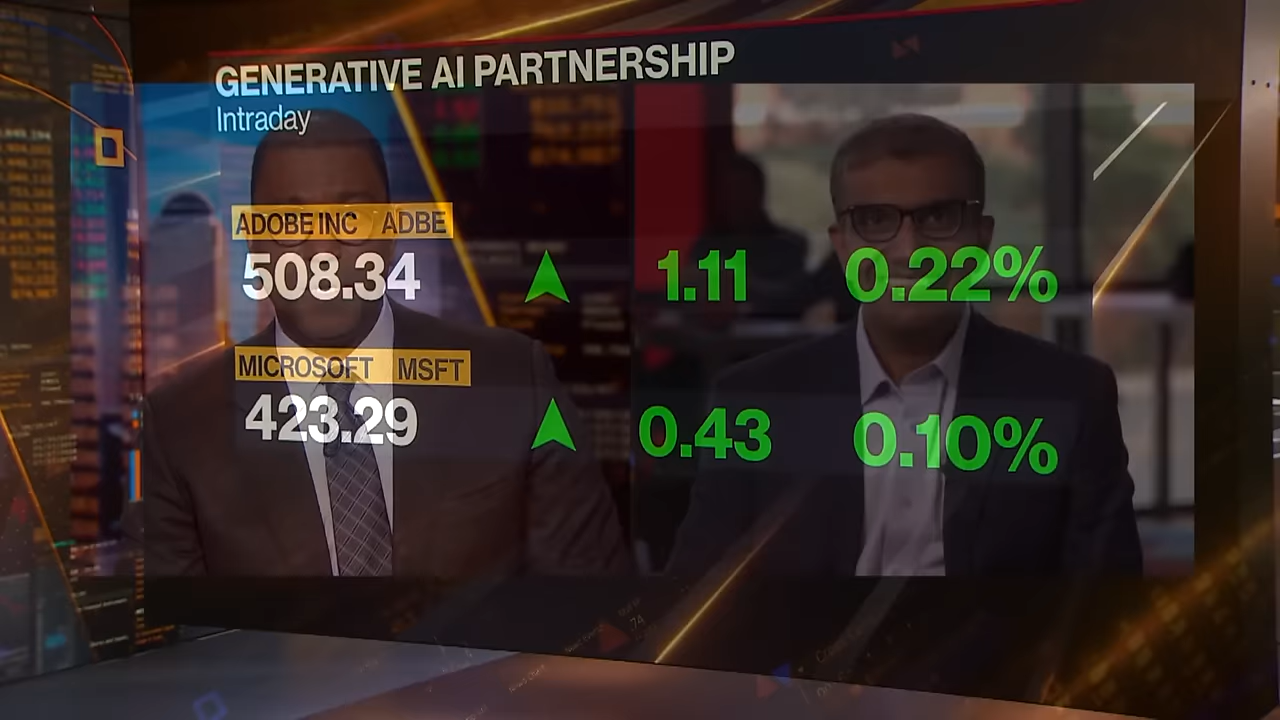 GENERATIVE AI PARTNERSHIP
Intraday
ADOBE INC ADBE
508.34 1.11 0.22%
MICROSOFT MSFT
423.29 0.43 0.10%